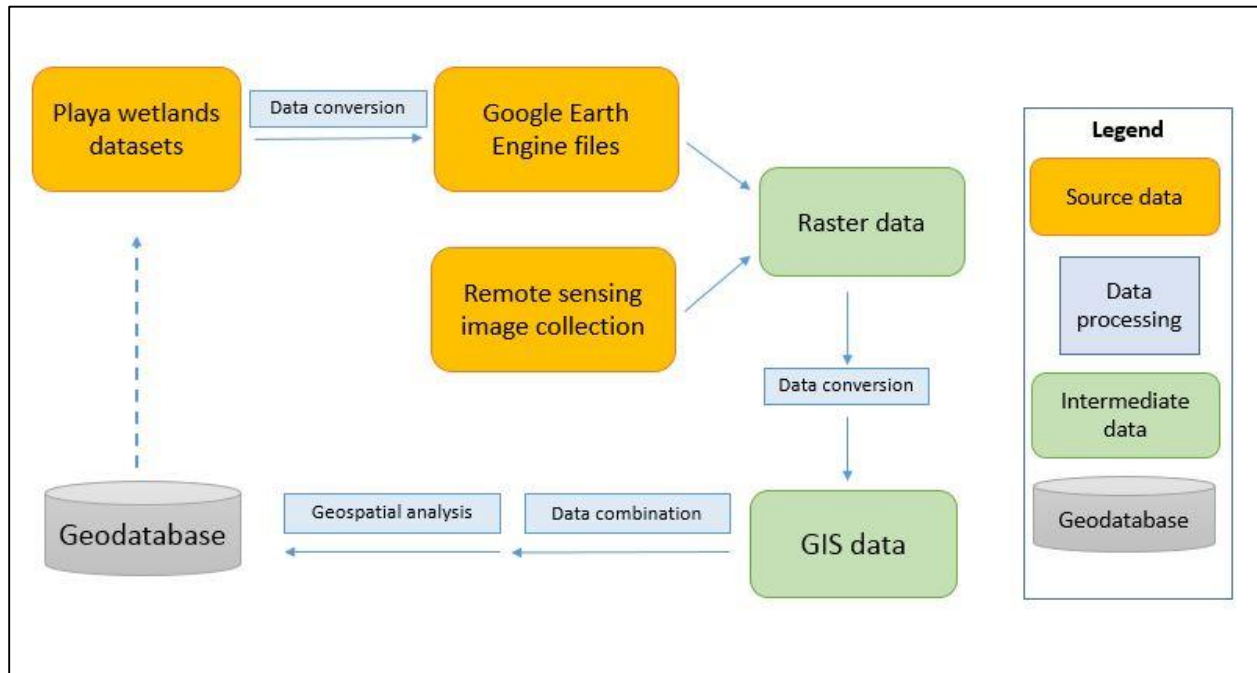 Playa wetlands
datasets
Data conversion
Google Earth
Engine files
Remote sensing
image collection
Raster data
Data conversion
GIS data
Data combination
Geospatial analysis
Geodatabase
Legend
Source data
Data
processing
Intermediate
data
Geodatabase